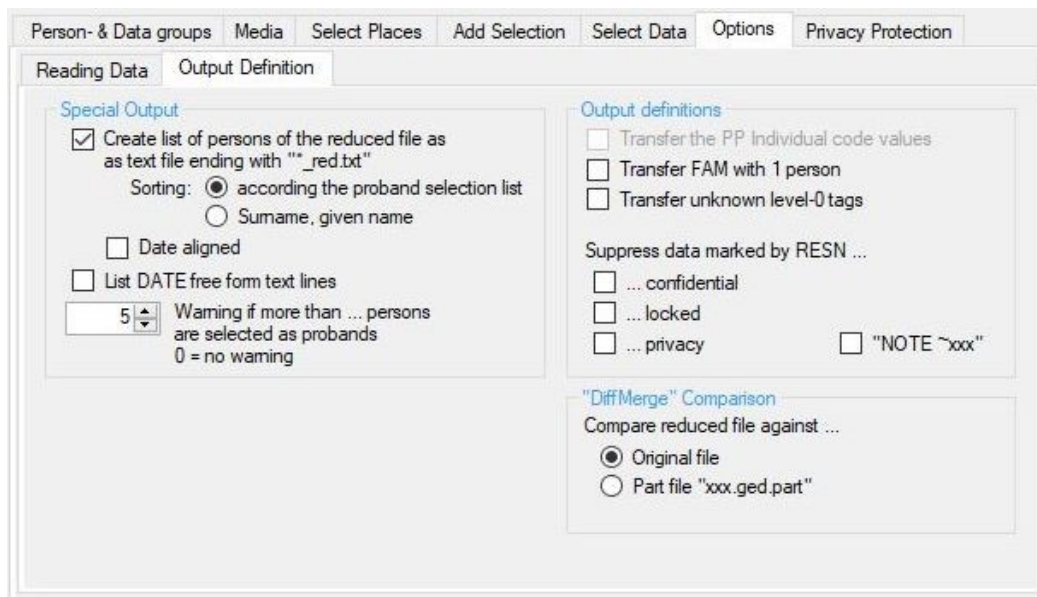 Person- & Data groups Media Select Places Add Selection Select Data Options Privacy Protection
Reading Data Output Definition
Special Output
Create list of persons of the reduced file as
as text file ending with "*_red.txt"
Sorting: according the proband selection list
Surname, given name
Date aligned
List DATE free form text lines
5 Warning if more than ... persons
are selected as probands
0 = no warning
Output definitions
Transfer the PP Individual code values
Transfer FAM with 1 person
Transfer unknown level-0 tags
Suppress data marked by RESN ...
... confidential
... locked
... privacy "NOTE ~xxx"
"DiffMerge" Comparison
Compare reduced file against ...
Original file
Part file "xxx.ged.part"